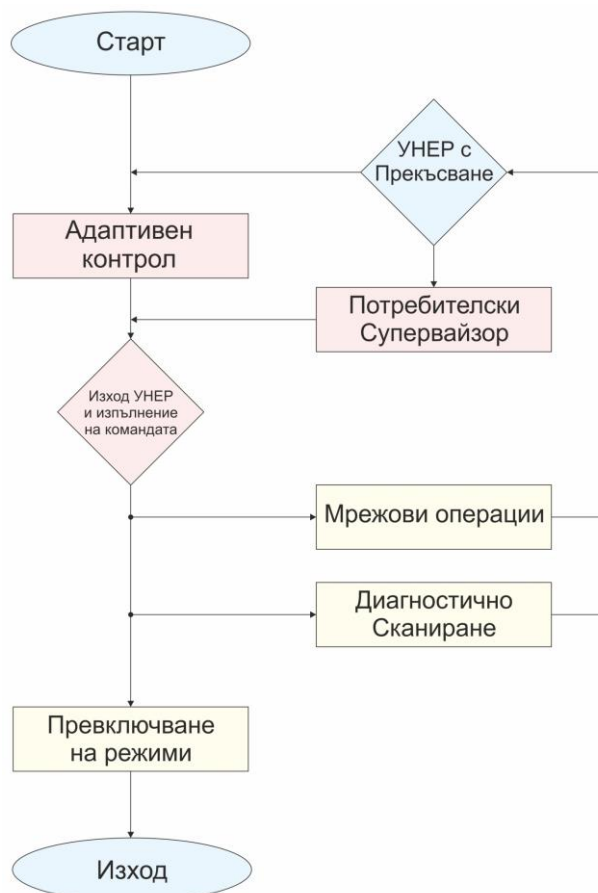 Старт
УНЕР с
Прекъсване
Адаптивен
контрол
Потребителски
Супервайзор
Изход УНЕР
и изпълнение
на командата
Мрежови операции
Диагностично
Сканиране
Превключване
на режими
Изход